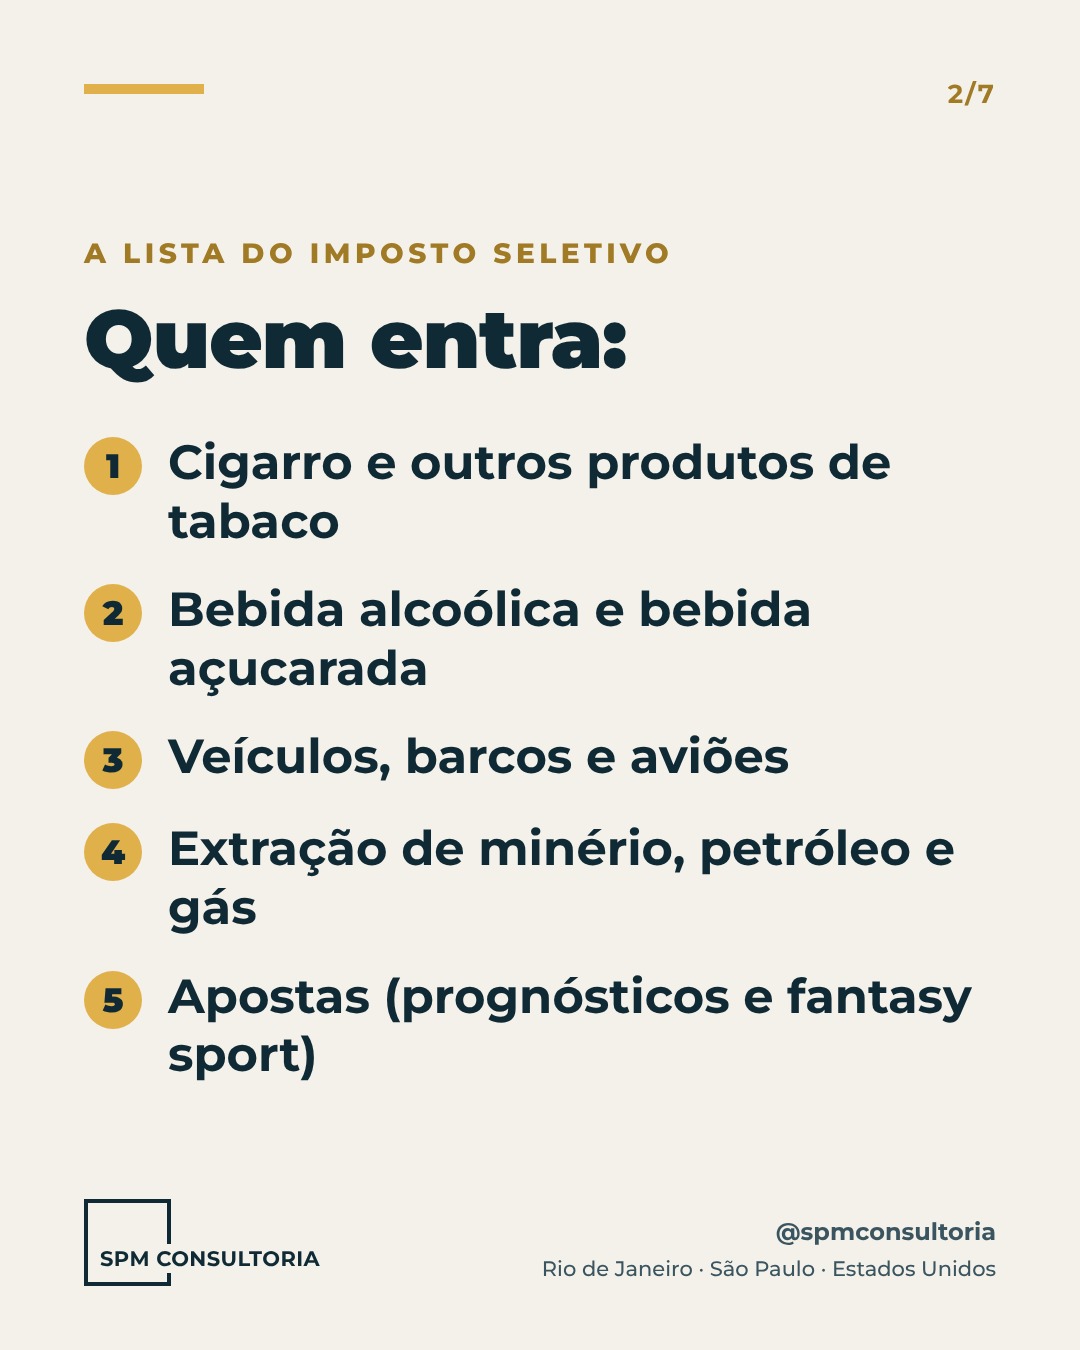 2/7
A LISTA DO IMPOSTO SELETIVO
Quem entra:
1 Cigarro e outros produtos de
tabaco
2 Bebida alcoólica e bebida
açucarada
3 Veículos, barcos e aviões
4 Extração de minério, petróleo e
gás
5 Apostas (prognósticos e fantasy
sport)
SPM CONSULTORIA
@spmconsultoria
Rio de Janeiro · São Paulo · Estados Unidos